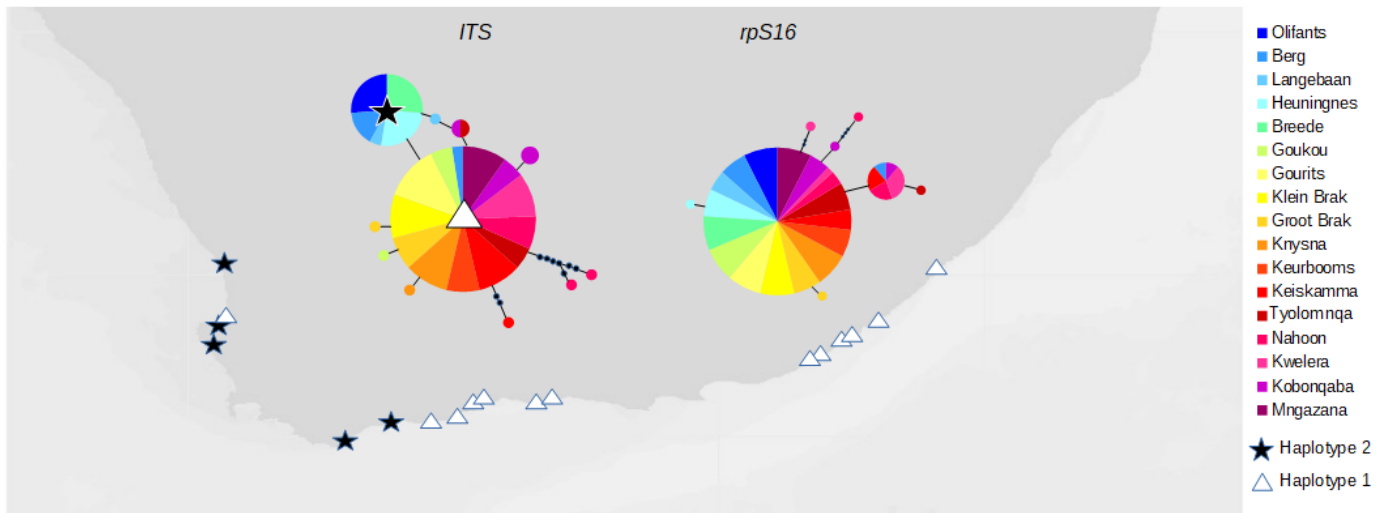 ITS
rpS16
Olifants
Berg
Langebaan
Heuningnes
Breede
Goukou
Gourits
Klein Brak
Groot Brak
Knysna
Keurbooms
Keiskamma
Tyolomnqa
Nahoon
Kwelera
Kobonqaba
Mngazana
Haplotype 2
Haplotype 1